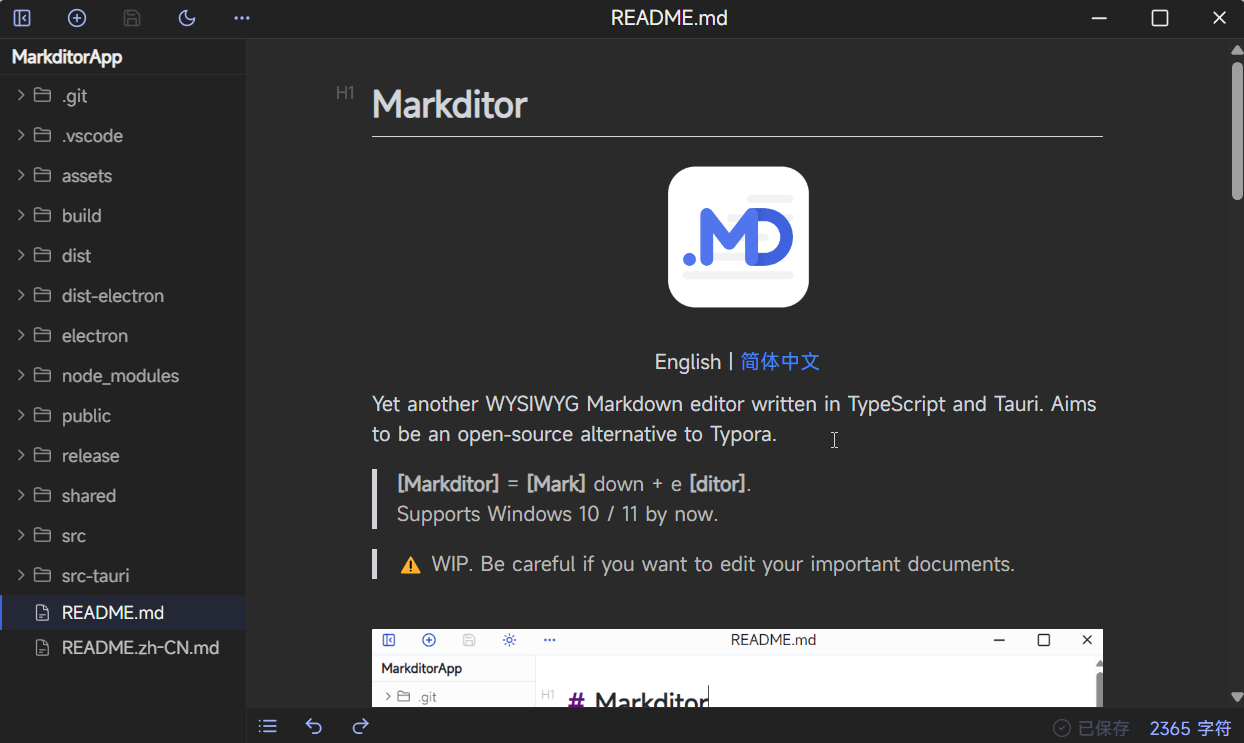 README.md
MarkditorApp
.git
.vscode
assets
build
dist
dist-electron
electron
node_modules
public
release
shared
src
src-tauri
README.md
README.zh-CN.md
H1
Markditor
.MD
English | 简体中文
Yet another WYSIWYG Markdown editor written in TypeScript and Tauri. Aims
to be an open-source alternative to Typora.
[Markditor] = [Mark] down + e [ditor].
Supports Windows 10 / 11 by now.
⚠️ WIP. Be careful if you want to edit your important documents.
README.md
MarkditorApp
.git
H1
# Markditor
已保存
2365 字符